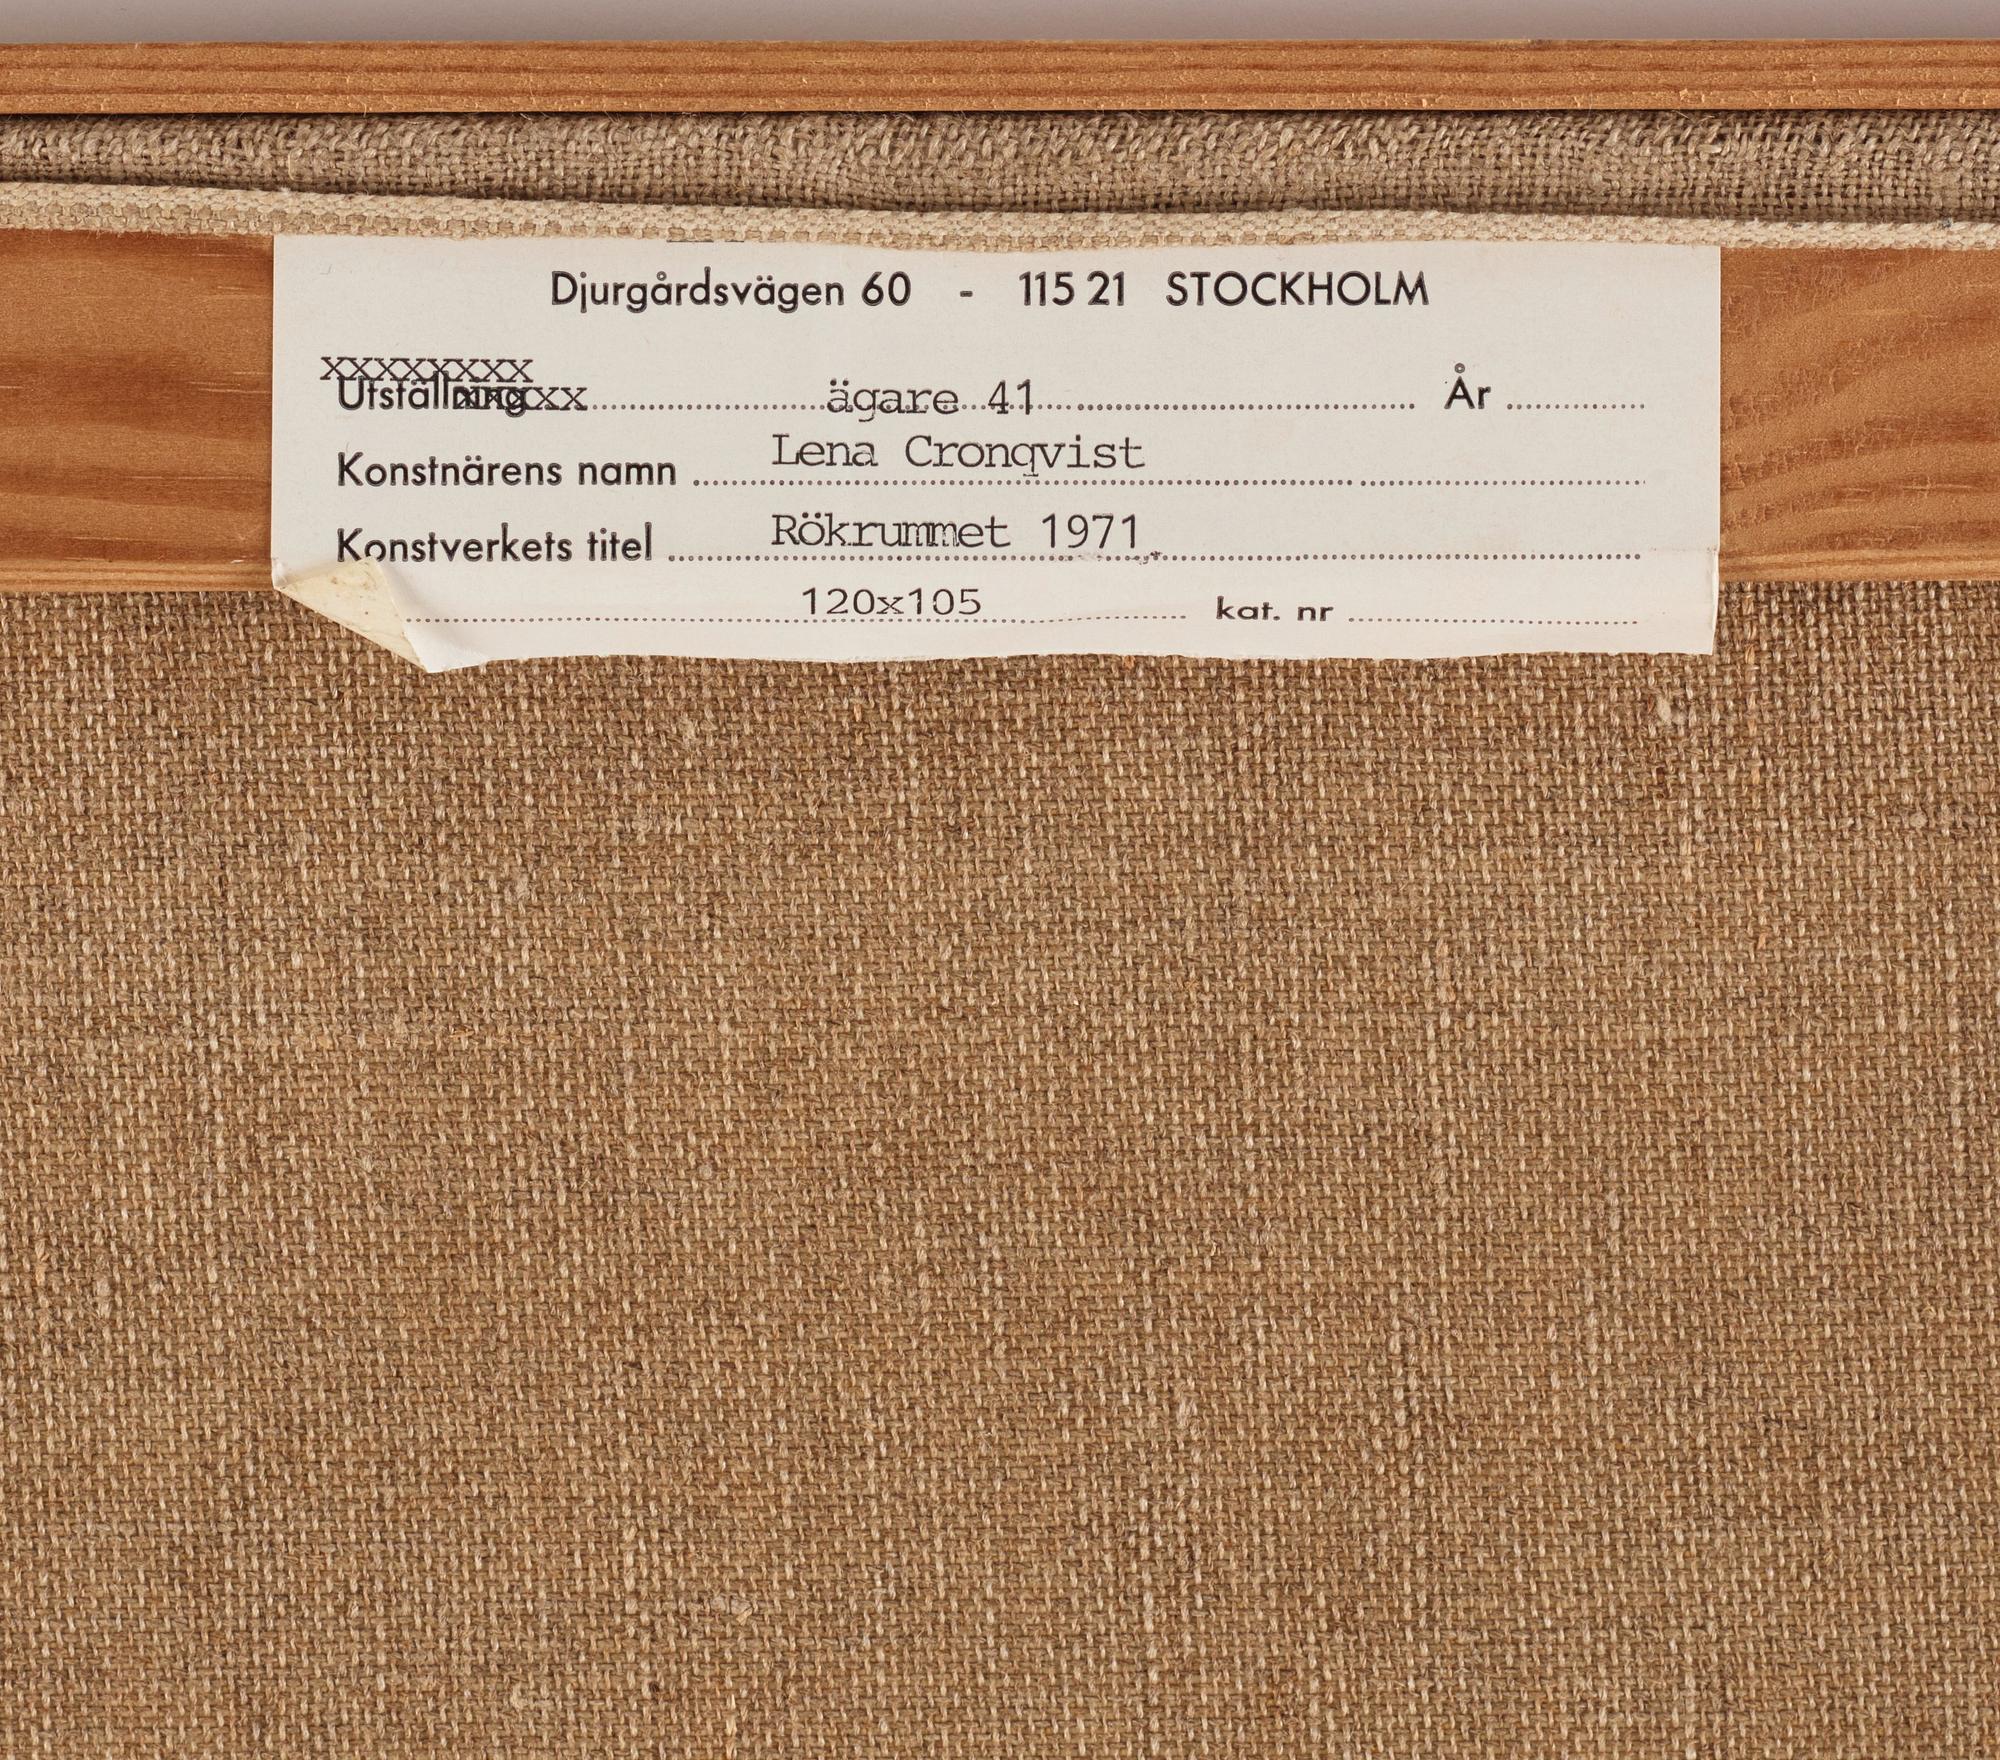 Djurgårdsvägen 60 - 115 21 STOCKHOLM
xxxxxxxx
Utställning xx ägare 41 År
Konstnärens namn Lena Cronqvist
Konstverkets titel Rökrummet 1971
120x105 kat. nr